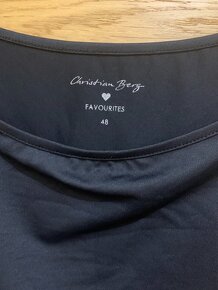 Christian Berg
FAVOURITES
48